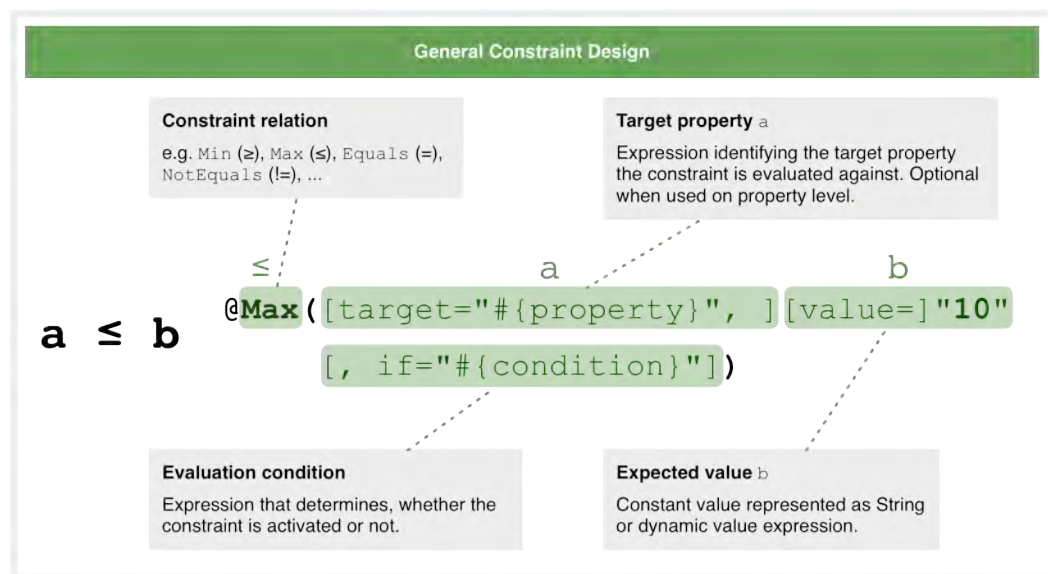 General Constraint Design
Constraint relation
e.g. Min (≥), Max (≤), Equals (=),
NotEquals (!=), ...
Target property a
Expression identifying the target property
the constraint is evaluated against. Optional
when used on property level.
≤
a
b
a ≤ b
@Max([target="#{property}", ] [value=]"10"
[, if="#{condition}"])
Evaluation condition
Expression that determines, whether the
constraint is activated or not.
Expected value b
Constant value represented as String
or dynamic value expression.